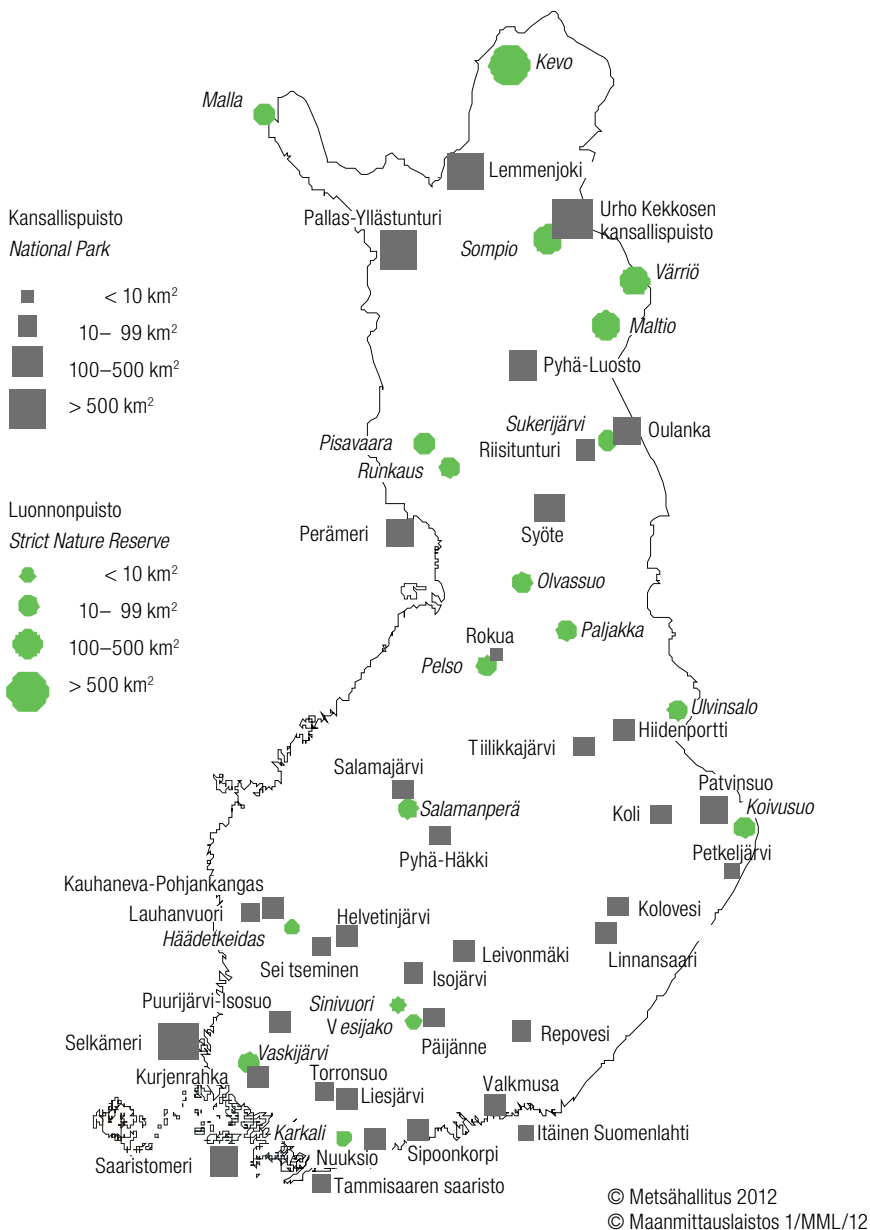 Kevo
Malla
Lemmenjoki
Kansallispuisto
National Park
< 10 km²
10– 99 km²
100–500 km²
> 500 km²
Pallas-Yllästunturi
Urho Kekkosen
kansallispuisto
Sompio
Värriö
Maltio
Pyhä-Luosto
Sukerijärvi
Oulanka
Pisavaara
Riisitunturi
Runkaus
Luonnonpuisto
Strict Nature Reserve
< 10 km²
10– 99 km²
100–500 km²
> 500 km²
Perämeri
Syöte
Olvassuo
Paljakka
Rokua
Pelso
Ulvinsalo
Hiidenportti
Tiilikkajärvi
Salamajärvi
Patvinsuo
Salamanperä
Koli
Koivusuo
Pyhä-Häkki
Petkeljärvi
Kauhaneva-Pohjankangas
Lauhanvuori
Helvetinjärvi
Kolovesi
Häädetkeidas
Leivonmäki
Linnansaari
Sei tseminen
Isojärvi
Puurijärvi-Isosuo
Sinivuori
V esijako
Selkämeri
Päijänne
Repovesi
Vaskijärvi
Kurjenrahka
Torronsuo
Valkmusa
Liesjärvi
Karkali
Itäinen Suomenlahti
Saaristomeri
Nuuksio
Sipoonkorpi
Tammisaaren saaristo
© Metsähallitus 2012
© Maanmittauslaistos 1/MML/12